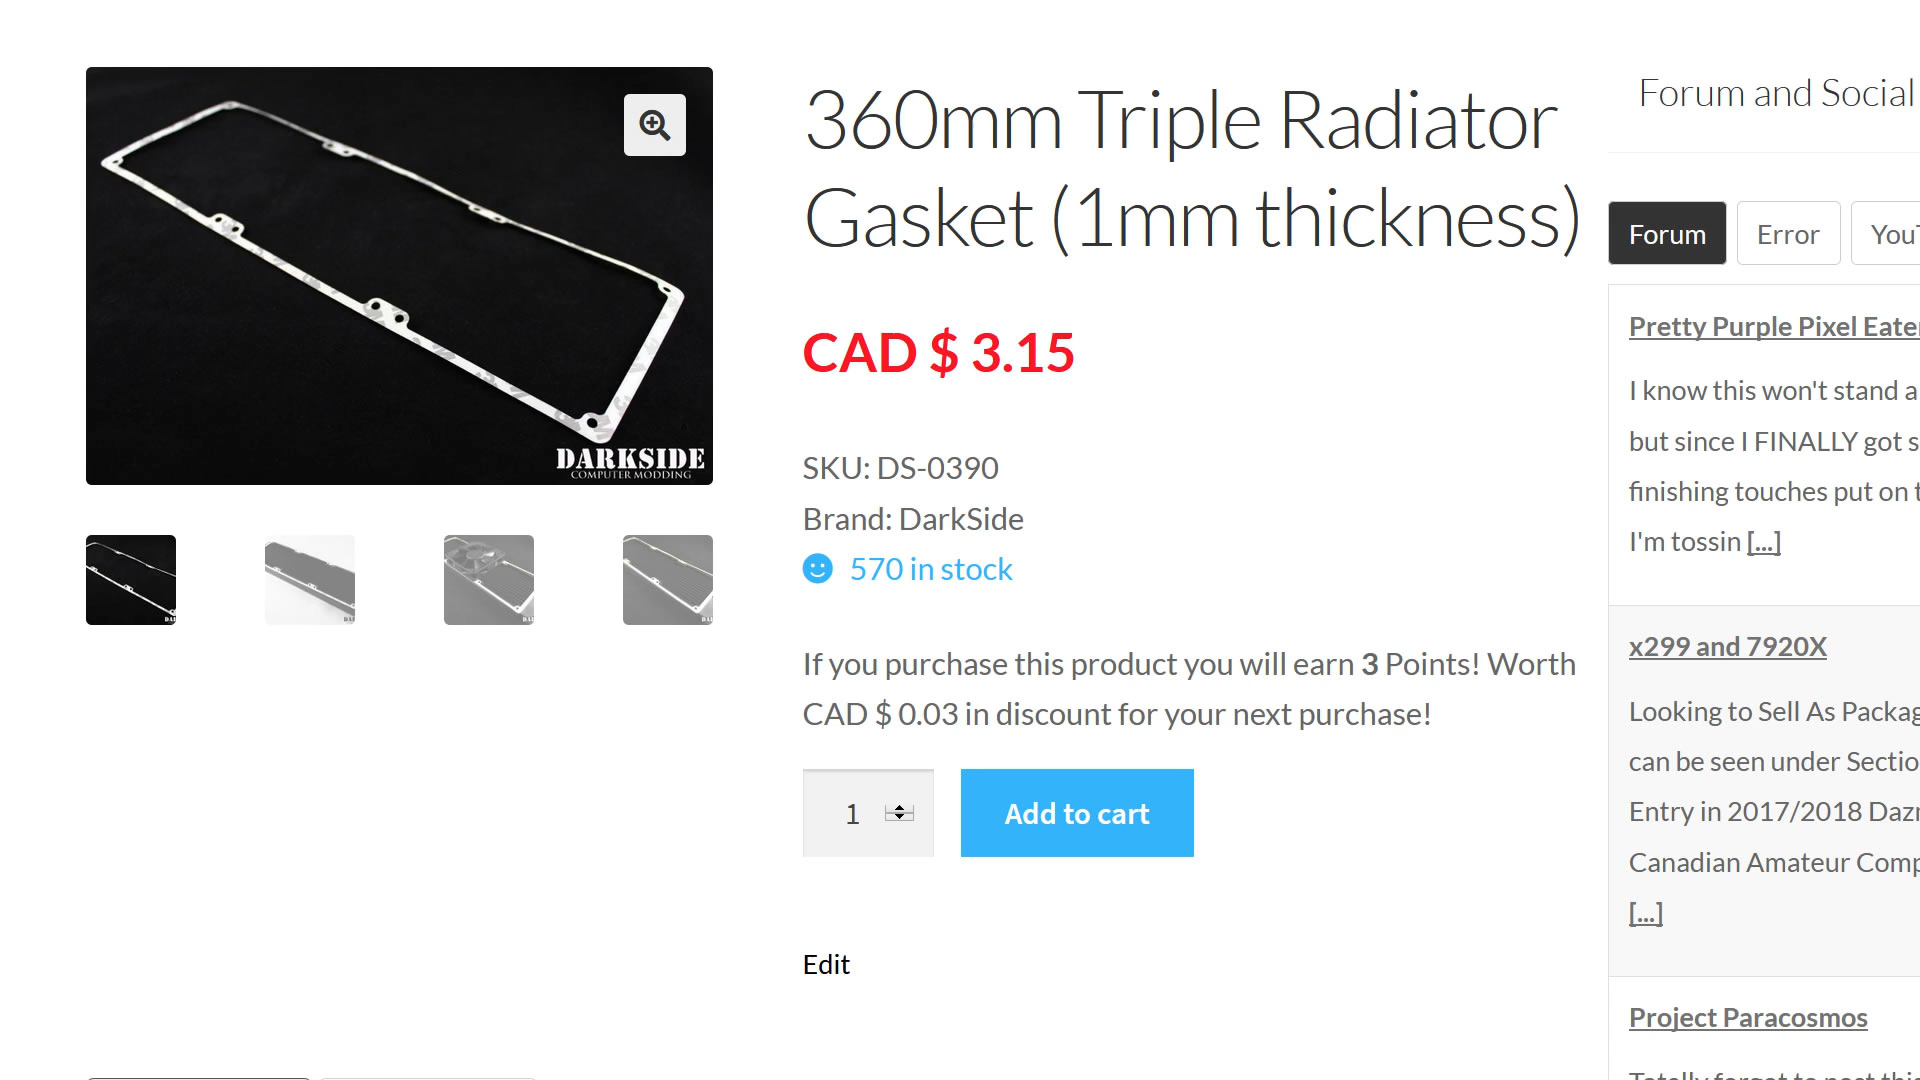 DARKSIDE
COMPUTER MODDING
360mm Triple Radiator
Gasket (1mm thickness)
CAD $ 3.15
SKU: DS-0390
Brand: DarkSide
570 in stock
If you purchase this product you will earn 3 Points! Worth
CAD $ 0.03 in discount for your next purchase!
1
Add to cart
Edit
Forum and Social
Forum
Error
Pretty Purple Pixel
I know this won't stand a
but since I FINALLY got
finishing touches put on
I'm tossin [...]
x299 and 7920X
Looking to Sell As
can be seen under
Entry in 2017/2018
Canadian Amateur
[...]
Project Paracosmos